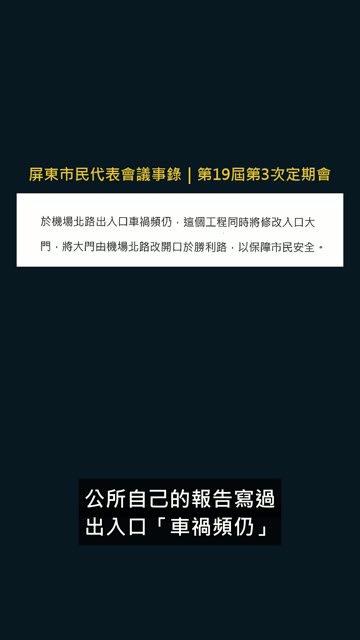 屏東市民代表會議事錄 | 第19屆第3次定期會
於機場北路出入口車禍頻仍，這個工程同時將修改入口大
門，將大門由機場北路改開口於勝利路，以保障市民安全。
公所自己的報告寫過
出入口「車禍頻仍」